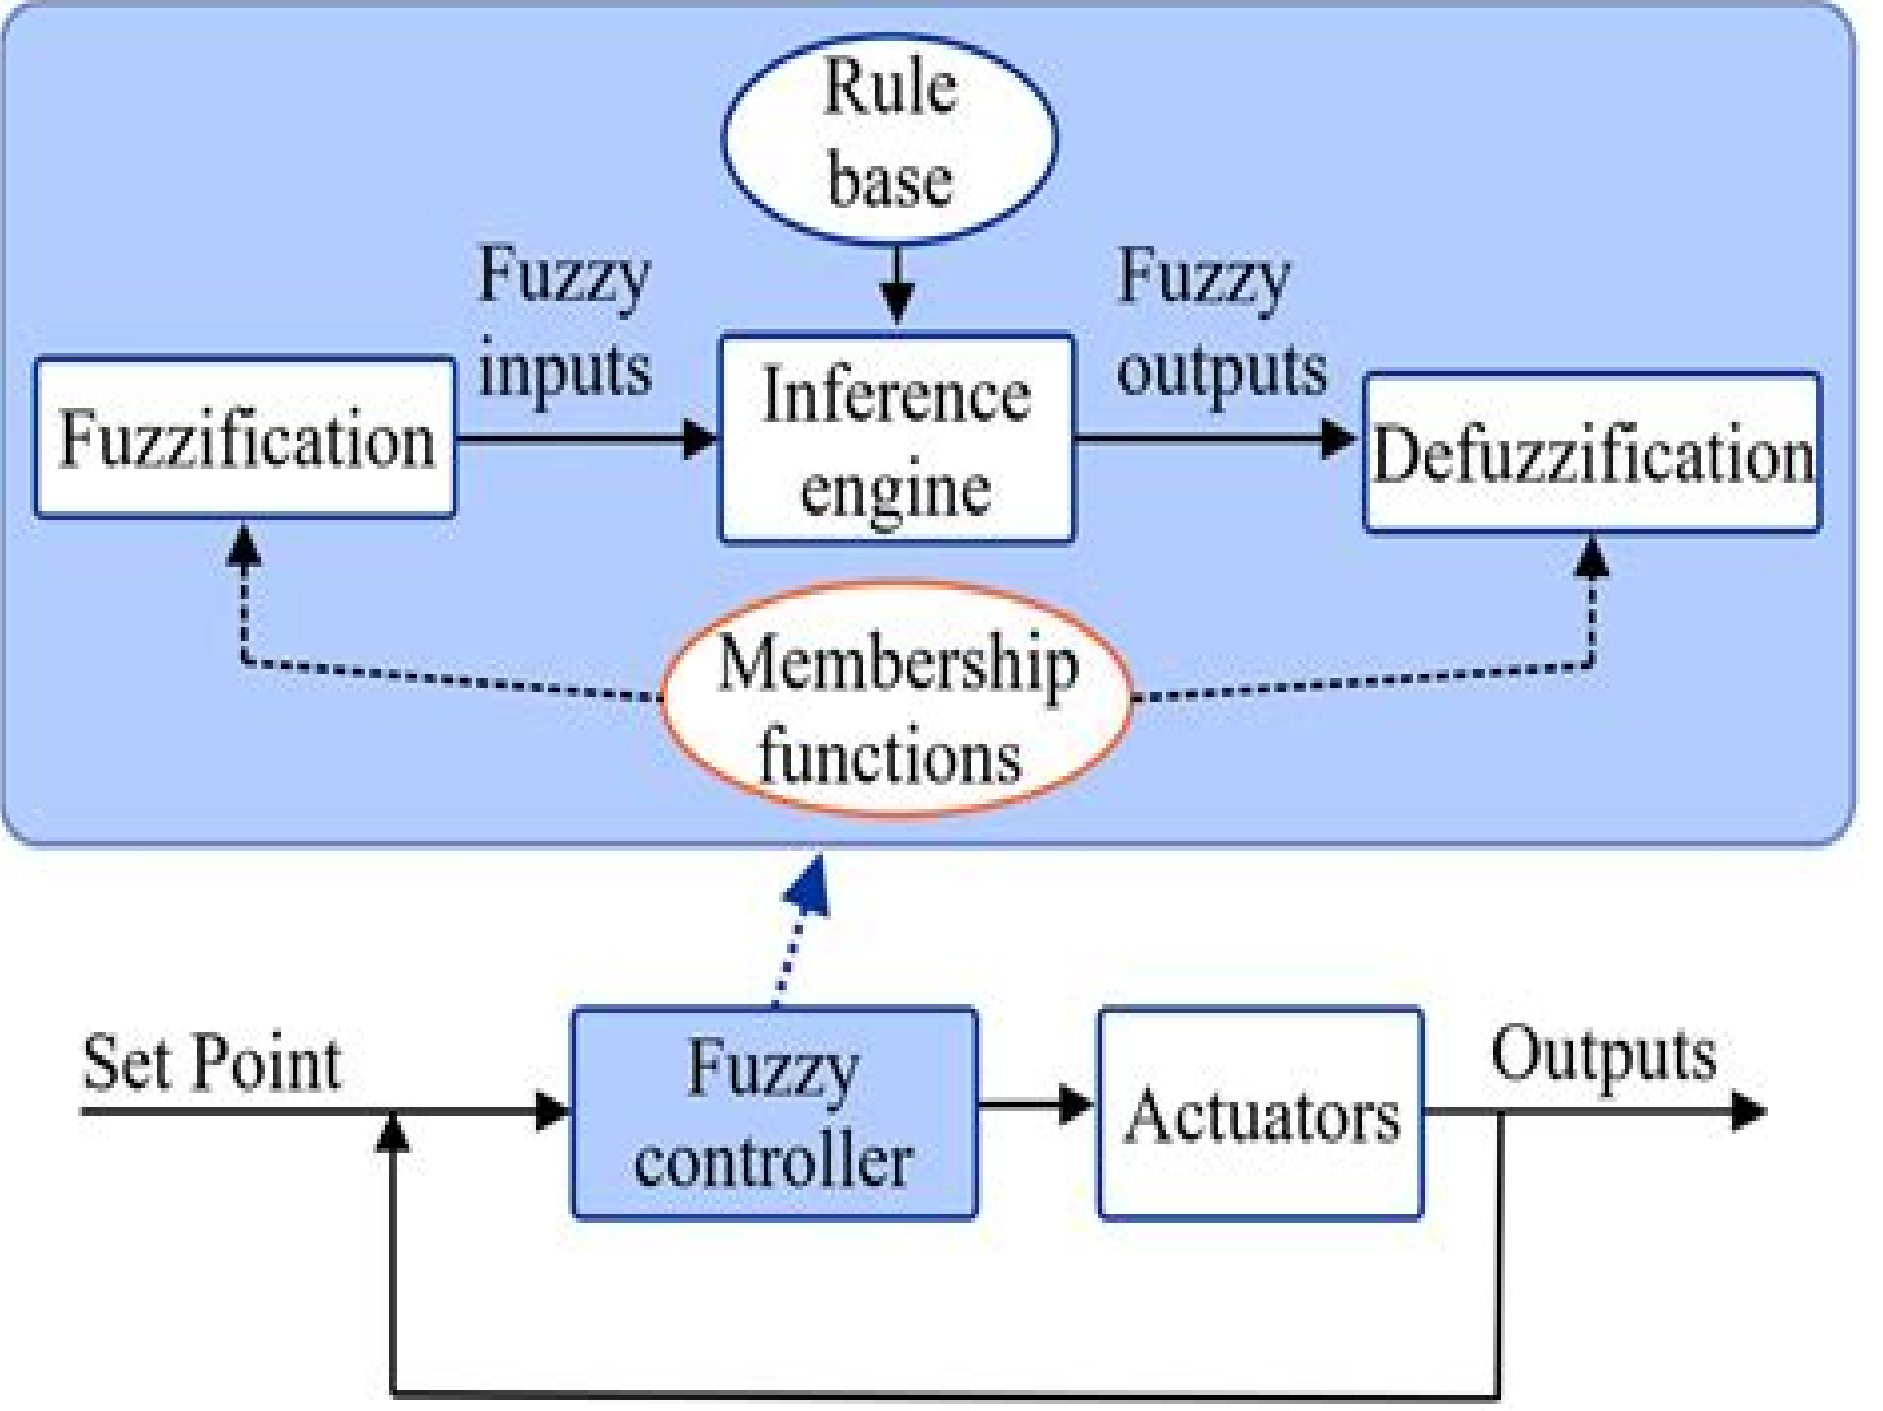 Rule
base
Fuzzy
inputs
Fuzzy
outputs
Fuzzification
Inference
engine
Defuzzification
Membership
functions
Set Point
Fuzzy
controller
Actuators
Outputs